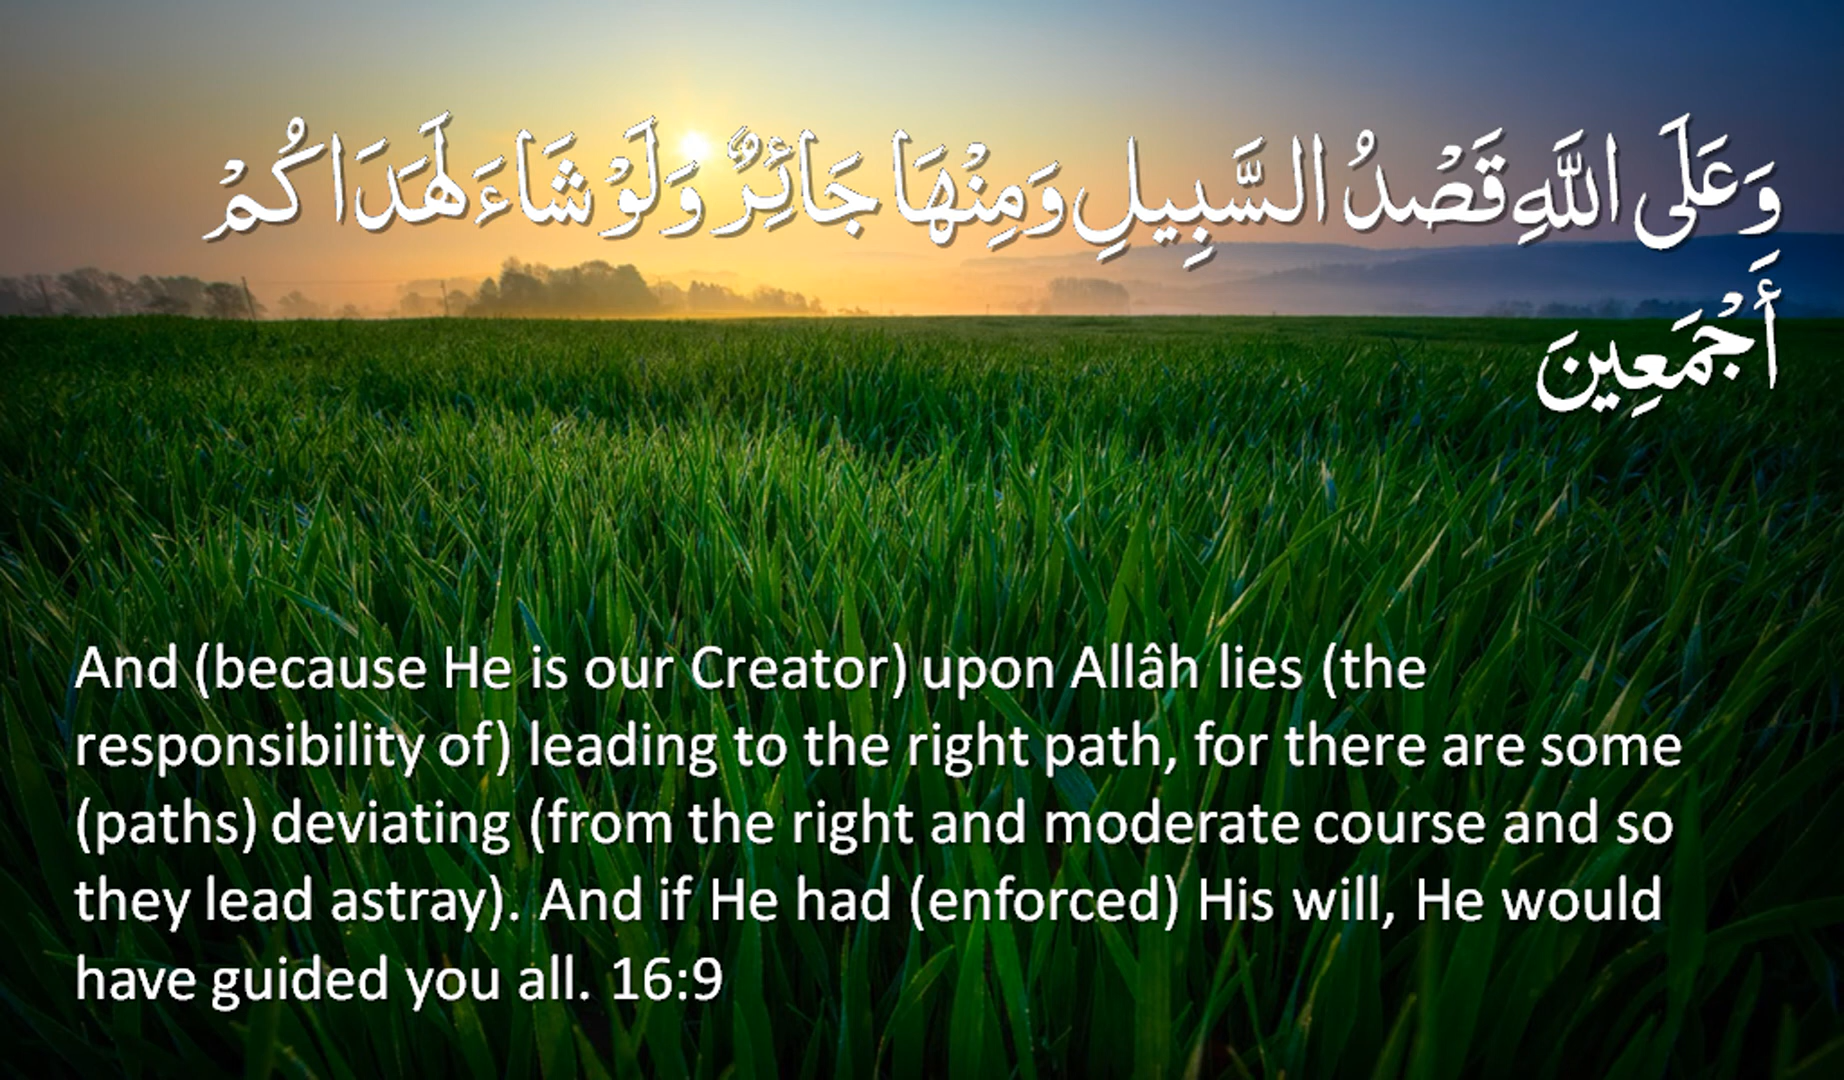 وَعَلَى اللَّهِ قَصْدُ السَّبِيلِ وَمِنْهَا جَائِرٌ وَلَوْ شَاءَ لَهَدَاكُمْ
أَجْمَعِينَ
And (because He is our Creator) upon Allâh lies (the
responsibility of) leading to the right path, for there are some
(paths) deviating (from the right and moderate course and so
they lead astray). And if He had (enforced) His will, He would
have guided you all. 16:9